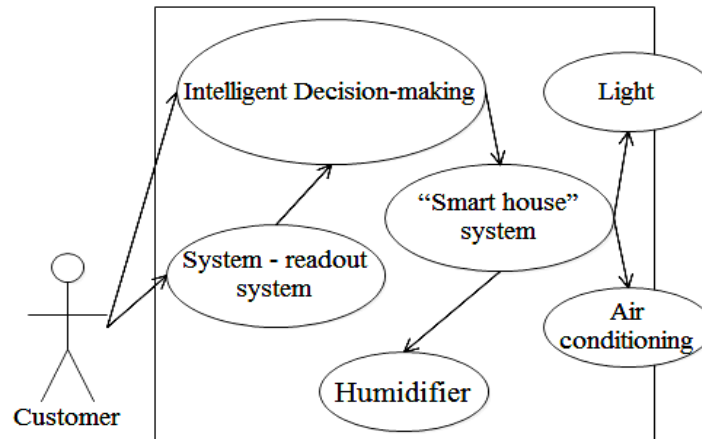 Intelligent Decision-making
Light
“Smart house”
system
System - readout
system
Air
conditioning
Humidifier
Customer